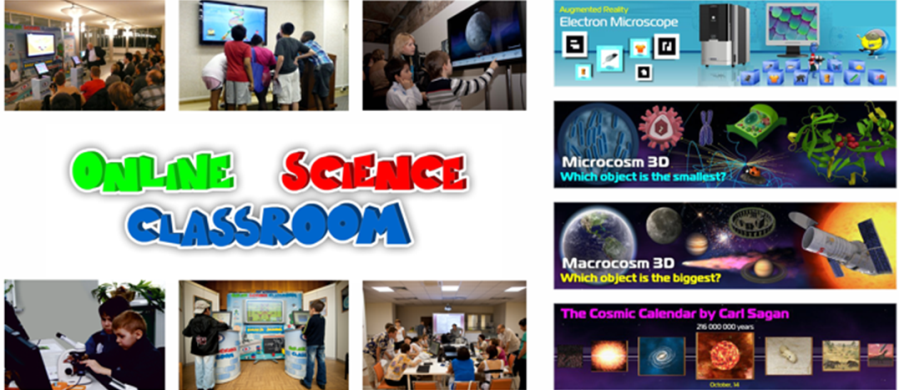 ONLINE SCIENCE
CLASSROOM
Augmented Reality
Electron Microscope
Microcosm 3D
Which object is the smallest?
Macrocosm 3D
Which object is the biggest?
The Cosmic Calendar by Carl Sagan
216 000 000 years
October, 14